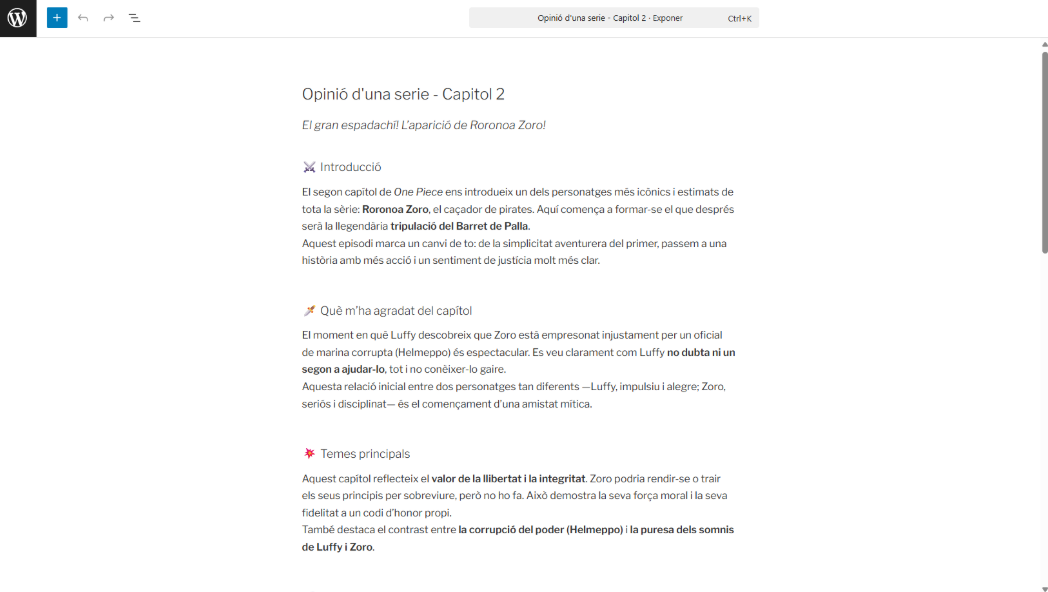 Opinió d'una serie - Capitol 2 · Exponer
Ctrl+K
Opinió d'una serie - Capitol 2
El gran espadachí! L'aparició de Roronoa Zoro!
Introducció
El segon capítol de One Piece ens introdueix un dels personatges més icònics i estimats de
tota la sèrie: Roronoa Zoro, el caçador de pirates. Aquí comença a formar-se el que després
serà la llegendària tripulació del Barret de Palla.
Aquest episodi marca un canvi de to: de la simplicitat aventurera del primer, passem a una
història amb més acció i un sentiment de justícia molt més clar.
Què m'ha agradat del capítol
El moment en què Luffy descobreix que Zoro està empresonat injustament per un oficial
de marina corrupta (Helmeppo) és espectacular. Es veu clarament com Luffy no dubta ni un
segon a ajudar-lo, tot i no conèixer-lo gaire.
Aquesta relació inicial entre dos personatges tan diferents —Luffy, impulsiu i alegre; Zoro,
seriós i disciplinat— és el començament d'una amistat mítica.
Temes principals
Aquest capítol reflecteix el valor de la llibertat i la integritat. Zoro podria rendir-se o trair
els seus principis per sobreviure, però no ho fa. Això demostra la seva força moral i la seva
fidelitat a un codi d'honor propi.
També destaca el contrast entre la corrupció del poder (Helmeppo) i la puresa dels somnis
de Luffy i Zoro.